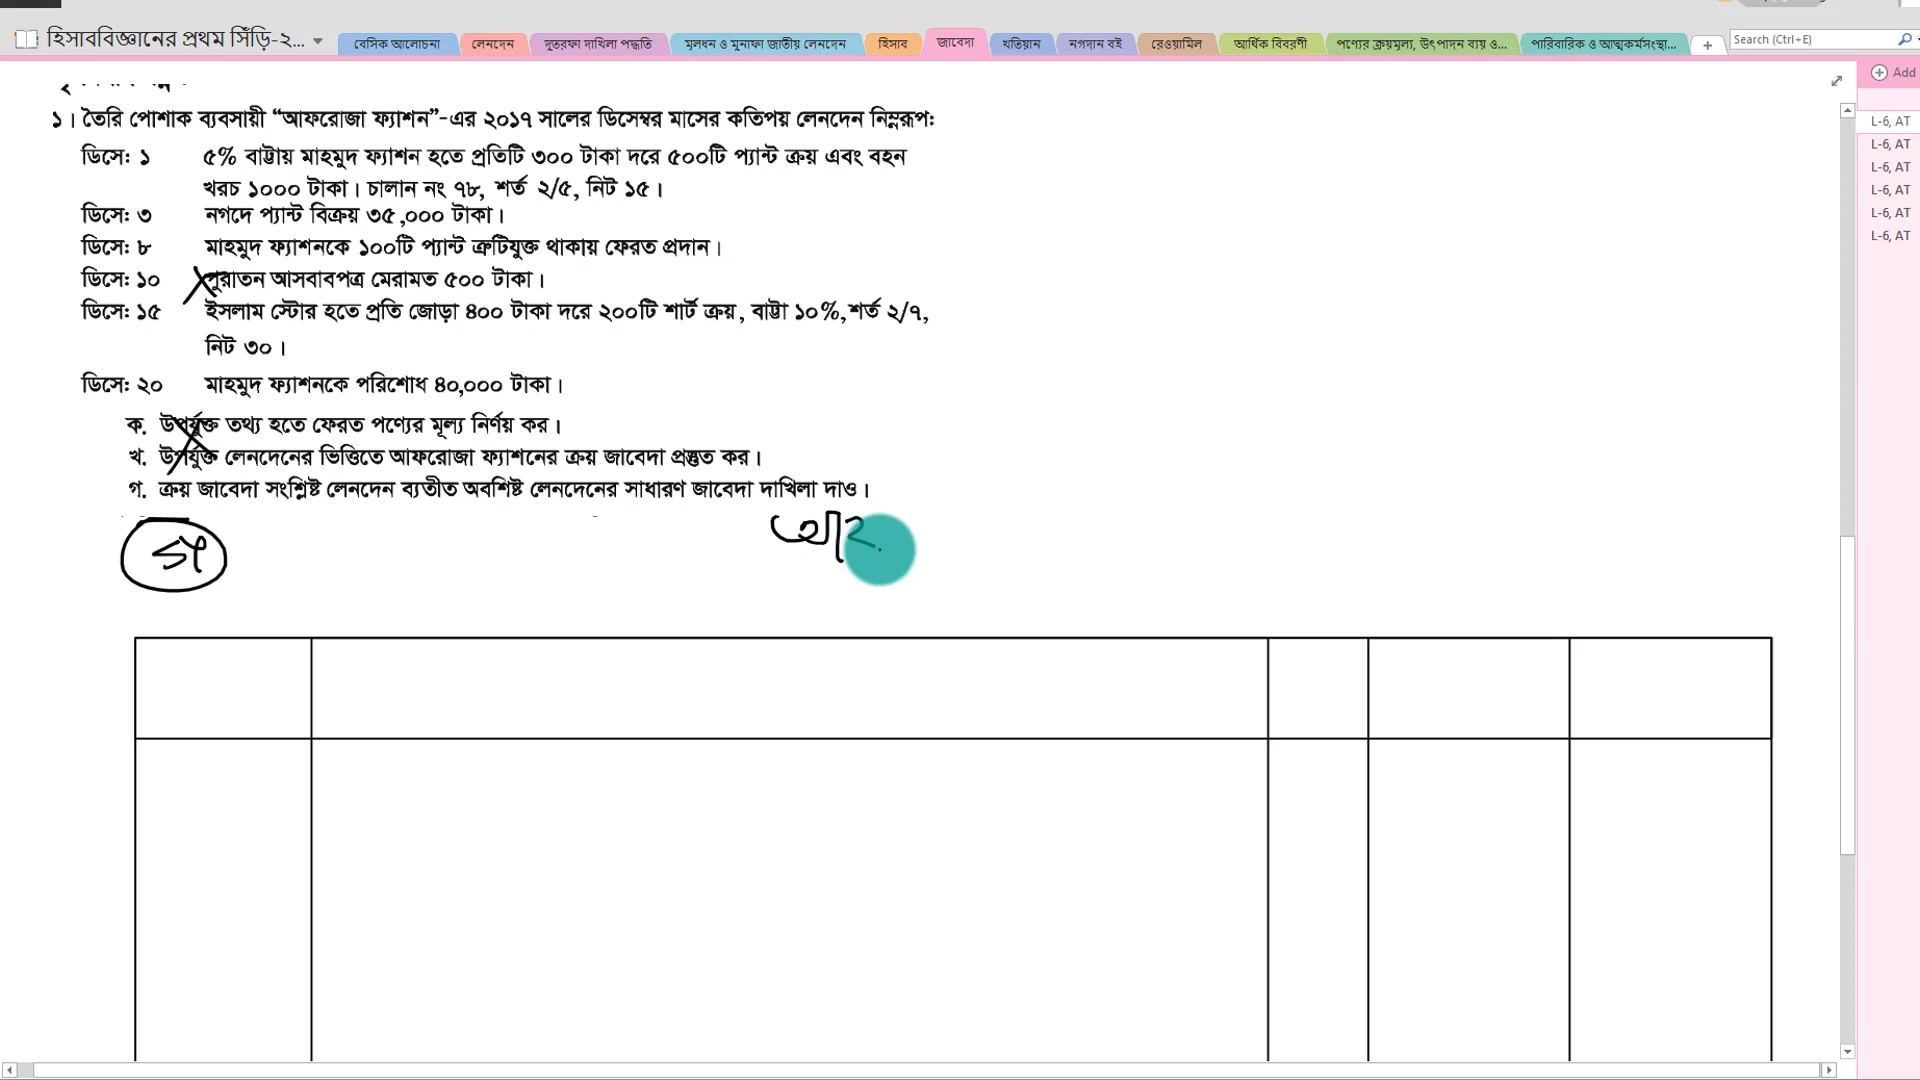 হিসাববিজ্ঞানের প্রথম সিঁড়ি-২...
বেসিক আলোচনা
লেনদেন
দুতরফা দাখিলা পদ্ধতি
মূলধন ও মুনাফা জাতীয় লেনদেন
হিসাব
জাবেদা
খতিয়ান
নগদান বই
রেওয়ামিল
আর্থিক বিবরণী
পণ্যের ক্রয়মূল্য, উৎপাদন ব্যয় ও...
পারিবারিক ও আত্মকর্মসংস্থা...
Search (Ctrl+E)
Add
L-6, AT
L-6, AT
L-6, AT
L-6, AT
L-6, AT
L-6, AT
১। তৈরি পোশাক ব্যবসায়ী “আফরোজা ফ্যাশন”-এর ২০১৭ সালের ডিসেম্বর মাসের কতিপয় লেনদেন নিম্নরূপ:
ডিসে: ১ ৫% বাট্টায় মাহমুদ ফ্যাশন হতে প্রতিটি ৩০০ টাকা দরে ৫০০টি প্যান্ট ক্রয় এবং বহন
খরচ ১০০০ টাকা। চালান নং ৭৮, শর্ত ২/৫, নিট ১৫।
ডিসে: ৩ নগদে প্যান্ট বিক্রয় ৩৫,০০০ টাকা।
ডিসে: ৮ মাহমুদ ফ্যাশনকে ১০০টি প্যান্ট ত্রুটিযুক্ত থাকায় ফেরত প্রদান।
ডিসে: ১০ পুরাতন আসবাবপত্র মেরামত ৫০০ টাকা।
ডিসে: ১৫ ইসলাম স্টোর হতে প্রতি জোড়া ৪০০ টাকা দরে ২০০টি শার্ট ক্রয়, বাট্টা ১০%,শর্ত ২/৭,
নিট ৩০।
ডিসে: ২০ মাহমুদ ফ্যাশনকে পরিশোধ ৪০,০০০ টাকা।
ক. উপর্যুক্ত তথ্য হতে ফেরত পণ্যের মূল্য নির্ণয় কর।
খ. উপর্যুক্ত লেনদেনের ভিত্তিতে আফরোজা ফ্যাশনের ক্রয় জাবেদা প্রস্তুত কর।
গ. ক্রয় জাবেদা সংশ্লিষ্ট লেনদেন ব্যতীত অবশিষ্ট লেনদেনের সাধারণ জাবেদা দাখিলা দাও।